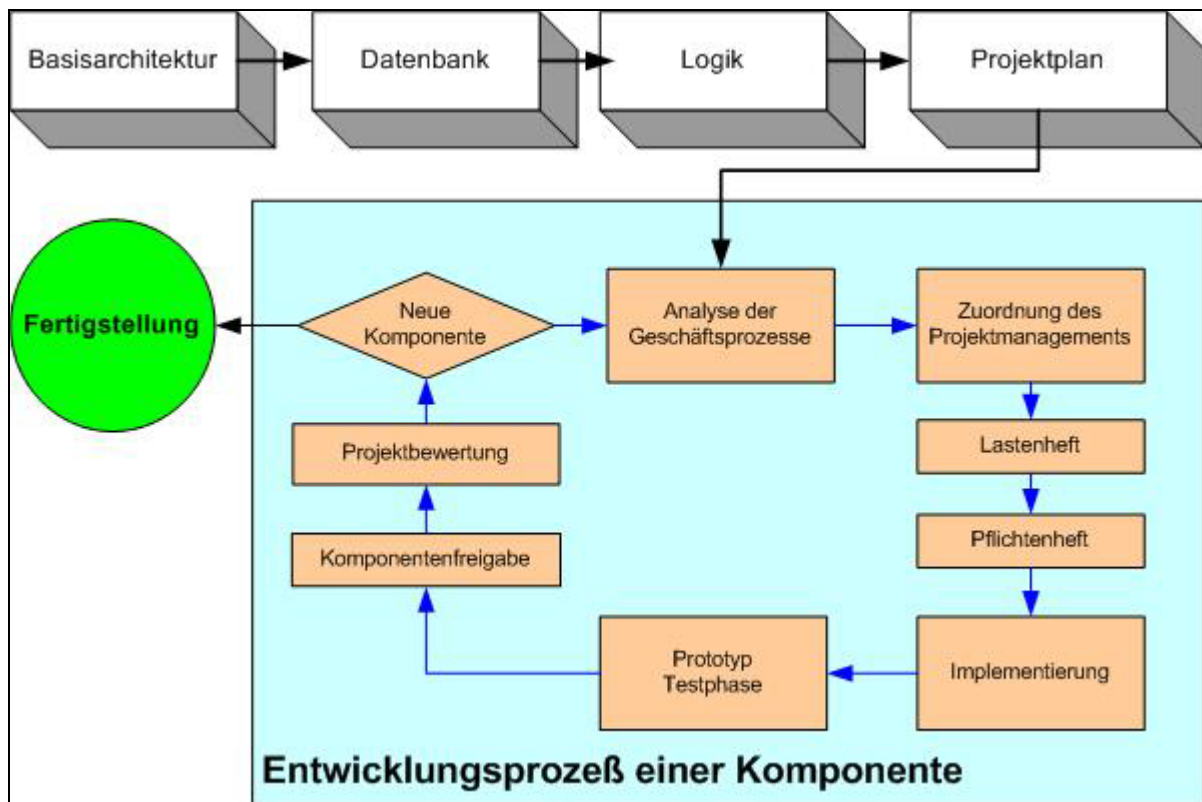 Basisarchitektur
Datenbank
Logik
Projektplan
Fertigstellung
Neue
Komponente
Analyse der
Geschäftsprozesse
Zuordnung des
Projektmanagements
Projektbewertung
Lastenheft
Komponentenfreigabe
Pflichtenheft
Prototyp
Testphase
Implementierung
Entwicklungsprozeß einer Komponente